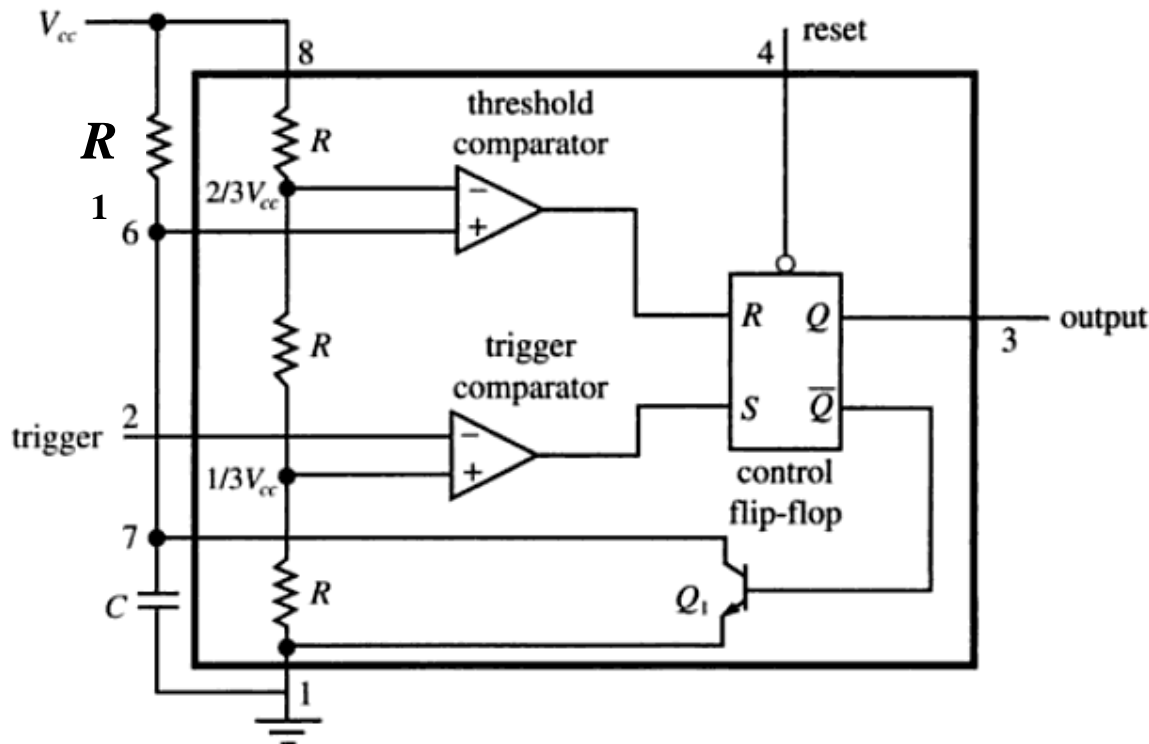 V_cc
8
4
reset
threshold
comparator
R
1
R
2/3V_cc
−
+
6
R
Q
output
3
R
trigger
comparator
S
Q̅
trigger
2
−
+
1/3V_cc
control
flip-flop
7
C
R
Q₁
1